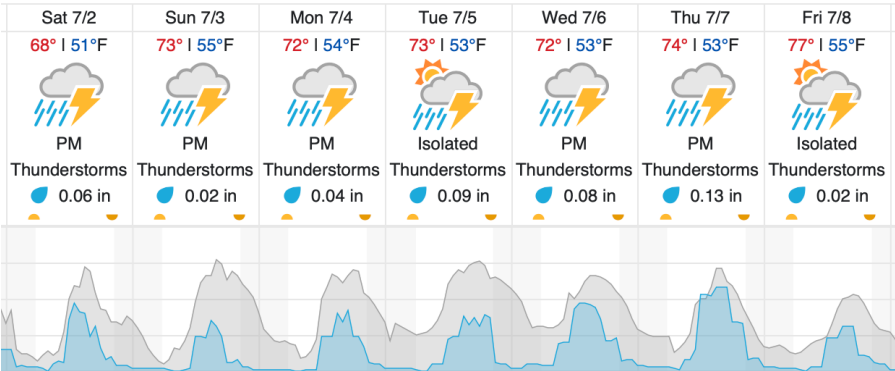 Sat 7/2
68° | 51°F
PM
Thunderstorms
0.06 in
Sun 7/3
73° | 55°F
PM
Thunderstorms
0.02 in
Mon 7/4
72° | 54°F
PM
Thunderstorms
0.04 in
Tue 7/5
73° | 53°F
Isolated
Thunderstorms
0.09 in
Wed 7/6
72° | 53°F
PM
Thunderstorms
0.08 in
Thu 7/7
74° | 53°F
PM
Thunderstorms
0.13 in
Fri 7/8
77° | 55°F
Isolated
Thunderstorms
0.02 in